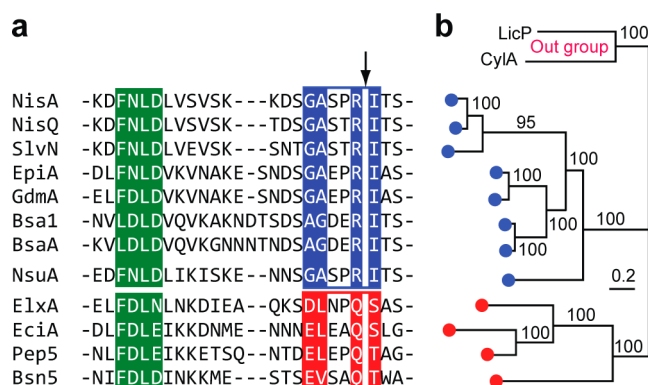 a
NisA -KDFNLDLVSVSK---KDSGASPRITS-
NisQ -KDFNLDLVSVSK---TDSGASTRITS-
SlvN -KDFNLDLVEVSK---SNTGASTRITS-
EpiA -DLFNLDVKVNAKE-SNDSGAEPRIAS-
GdmA -ELFDLDVKVNAKE-SNDSGAEPRIAS-
Bsa1 -NVLDLDVQVKAKNDTSDSAGDERITS-
BsaA -KVLDLDVQVKGNNNTNDSAGDERITS-
NsuA -EDFNLDLIKISKE--NNSGASPRITS-
ElxA -ELFDLNLNKDIEA--QKSDLNPQSAS-
EciA -DLFDLEIKKDNME--NNNELEAQSLG-
Pep5 -NLFDLEIKKETSQ--NTDELEPQTAG-
Bsn5 -NIFDLDINKKME---STSEVSAQTWA-
b
LicP
100
Out group
CylA
100
95
100
100
100
100
100
0.2
100
100
100